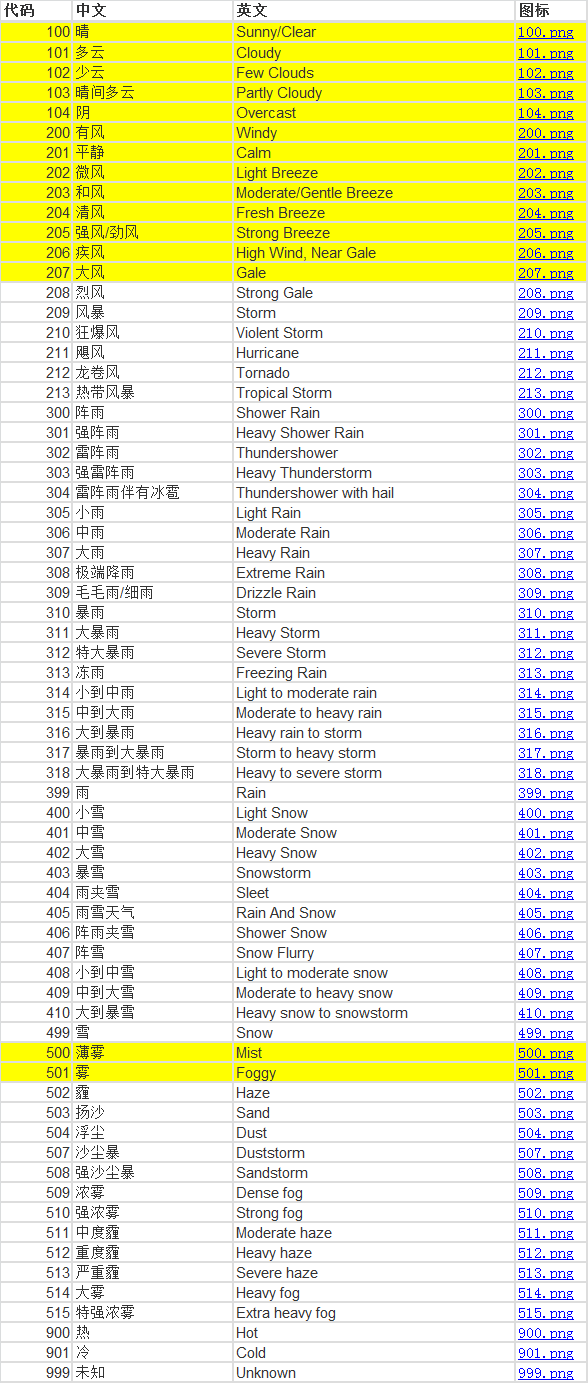 代码 中文 英文 图标
100 晴 Sunny/Clear 100.png
101 多云 Cloudy 101.png
102 少云 Few Clouds 102.png
103 晴间多云 Partly Cloudy 103.png
104 阴 Overcast 104.png
200 有风 Windy 200.png
201 平静 Calm 201.png
202 微风 Light Breeze 202.png
203 和风 Moderate/Gentle Breeze 203.png
204 清风 Fresh Breeze 204.png
205 强风/劲风 Strong Breeze 205.png
206 疾风 High Wind, Near Gale 206.png
207 大风 Gale 207.png
208 烈风 Strong Gale 208.png
209 风暴 Storm 209.png
210 狂爆风 Violent Storm 210.png
211 飓风 Hurricane 211.png
212 龙卷风 Tornado 212.png
213 热带风暴 Tropical Storm 213.png
300 阵雨 Shower Rain 300.png
301 强阵雨 Heavy Shower Rain 301.png
302 雷阵雨 Thundershower 302.png
303 强雷阵雨 Heavy Thunderstorm 303.png
304 雷阵雨伴有冰雹 Thundershower with hail 304.png
305 小雨 Light Rain 305.png
306 中雨 Moderate Rain 306.png
307 大雨 Heavy Rain 307.png
308 极端降雨 Extreme Rain 308.png
309 毛毛雨/细雨 Drizzle Rain 309.png
310 暴雨 Storm 310.png
311 大暴雨 Heavy Storm 311.png
312 特大暴雨 Severe Storm 312.png
313 冻雨 Freezing Rain 313.png
314 小到中雨 Light to moderate rain 314.png
315 中到大雨 Moderate to heavy rain 315.png
316 大到暴雨 Heavy rain to storm 316.png
317 暴雨到大暴雨 Storm to heavy storm 317.png
318 大暴雨到特大暴雨 Heavy to severe storm 318.png
399 雨 Rain 399.png
400 小雪 Light Snow 400.png
401 中雪 Moderate Snow 401.png
402 大雪 Heavy Snow 402.png
403 暴雪 Snowstorm 403.png
404 雨夹雪 Sleet 404.png
405 雨雪天气 Rain And Snow 405.png
406 阵雨夹雪 Shower Snow 406.png
407 阵雪 Snow Flurry 407.png
408 小到中雪 Light to moderate snow 408.png
409 中到大雪 Moderate to heavy snow 409.png
410 大到暴雪 Heavy snow to snowstorm 410.png
499 雪 Snow 499.png
500 薄雾 Mist 500.png
501 雾 Foggy 501.png
502 霾 Haze 502.png
503 扬沙 Sand 503.png
504 浮尘 Dust 504.png
507 沙尘暴 Duststorm 507.png
508 强沙尘暴 Sandstorm 508.png
509 浓雾 Dense fog 509.png
510 强浓雾 Strong fog 510.png
511 中度霾 Moderate haze 511.png
512 重度霾 Heavy haze 512.png
513 严重霾 Severe haze 513.png
514 大雾 Heavy fog 514.png
515 特强浓雾 Extra heavy fog 515.png
900 热 Hot 900.png
901 冷 Cold 901.png
999 未知 Unknown 999.png